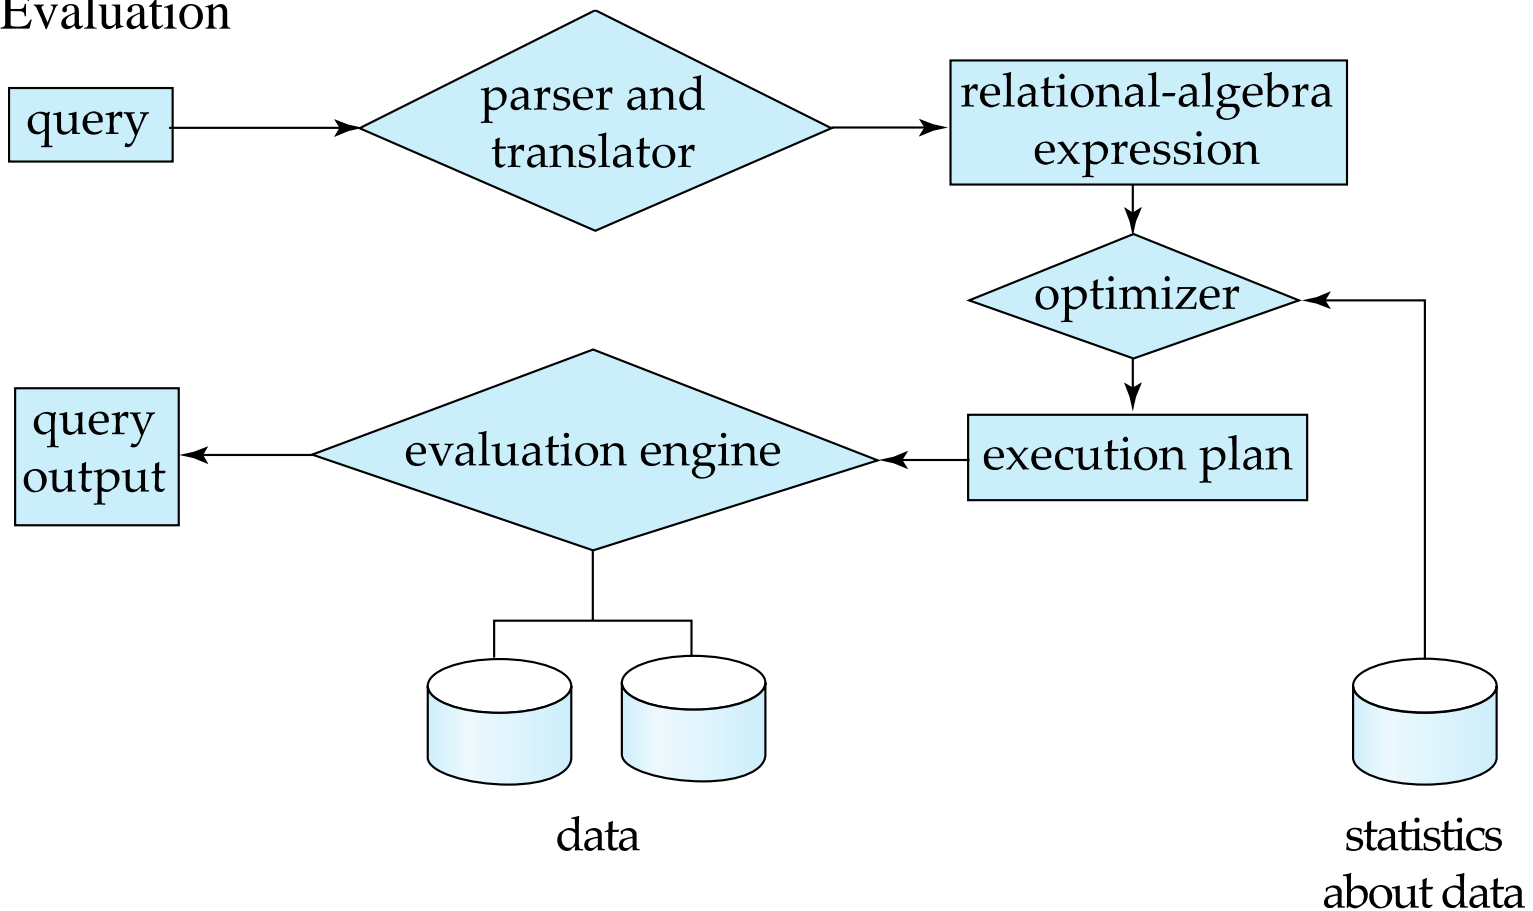 Evaluation
query
parser and
translator
relational-algebra
expression
optimizer
query
output
evaluation engine
execution plan
data
statistics
about data